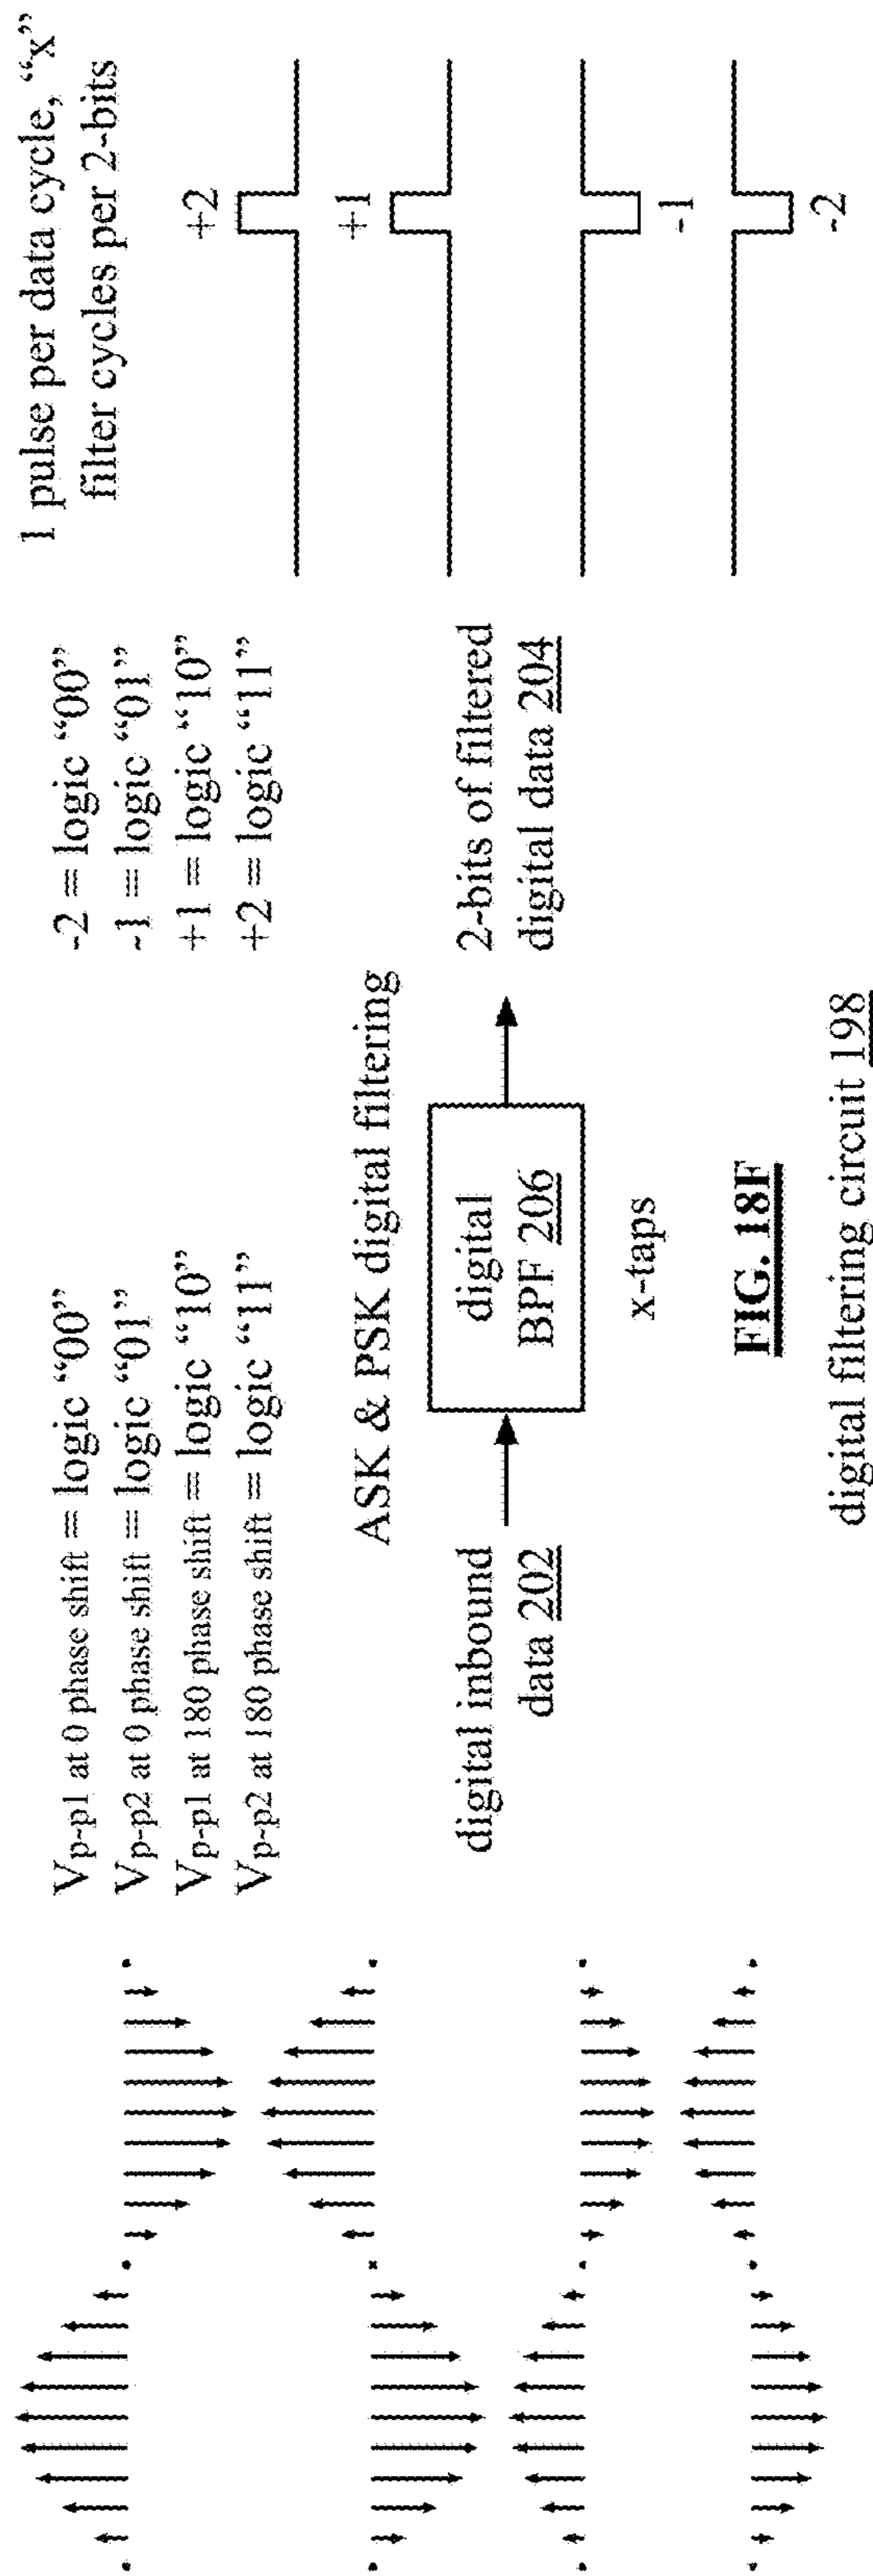 V_p-p1 at 0 phase shift = logic “00”
V_p-p2 at 0 phase shift = logic “01”
V_p-p1 at 180 phase shift = logic “10”
V_p-p2 at 180 phase shift = logic “11”
-2 = logic “00”
-1 = logic “01”
+1 = logic “10”
+2 = logic “11”
1 pulse per data cycle, “x”
filter cycles per 2-bits
ASK & PSK digital filtering
digital inbound
data 202
digital
BPF 206
x-taps
2-bits of filtered
digital data 204
+2
+1
-1
-2
FIG. 18F
digital filtering circuit 198